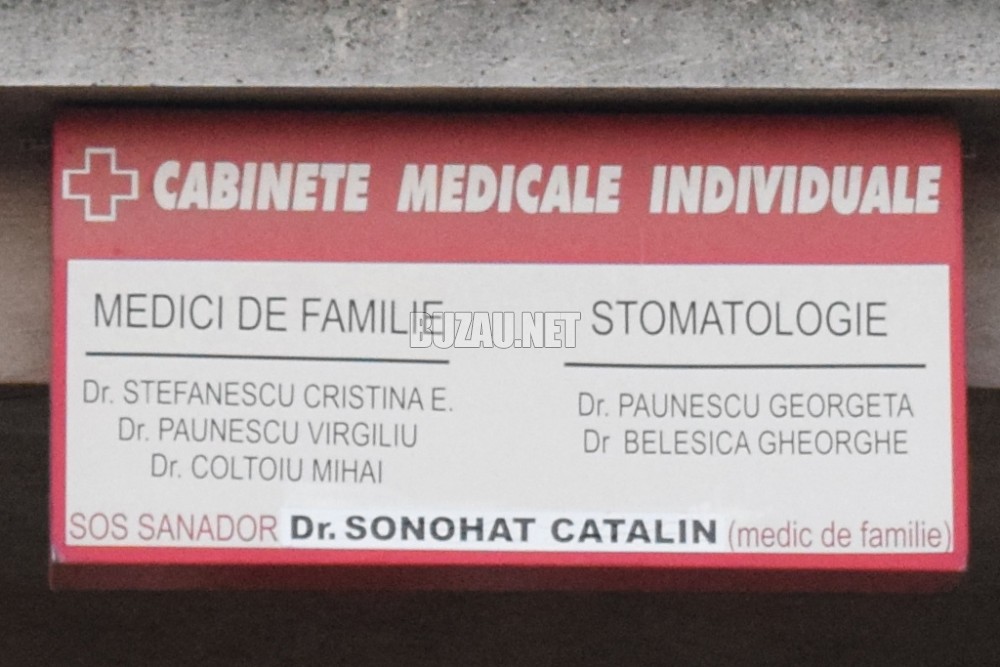 CABINETE MEDICALE INDIVIDUALE
MEDICI DE FAMILIE
Dr. STEFANESCU CRISTINA E.
Dr. PAUNESCU VIRGILIU
Dr. COLTOIU MIHAI
STOMATOLOGIE
Dr. PAUNESCU GEORGETA
Dr BELESICA GHEORGHE
SOS SANADOR Dr. SONOHAT CATALIN (medic de familie)
BUZAU.NET